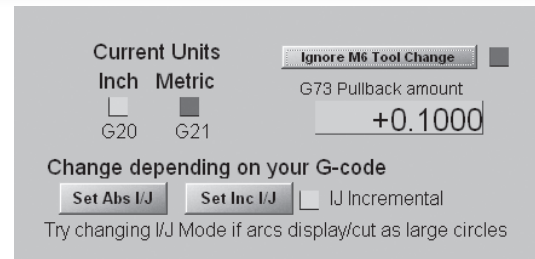 Current Units
Inch Metric
G20 G21
Ignore M6 Tool Change
G73 Pullback amount
+0.1000
Change depending on your G-code
Set Abs I/J Set Inc I/J IJ Incremental
Try changing I/J Mode if arcs display/cut as large circles